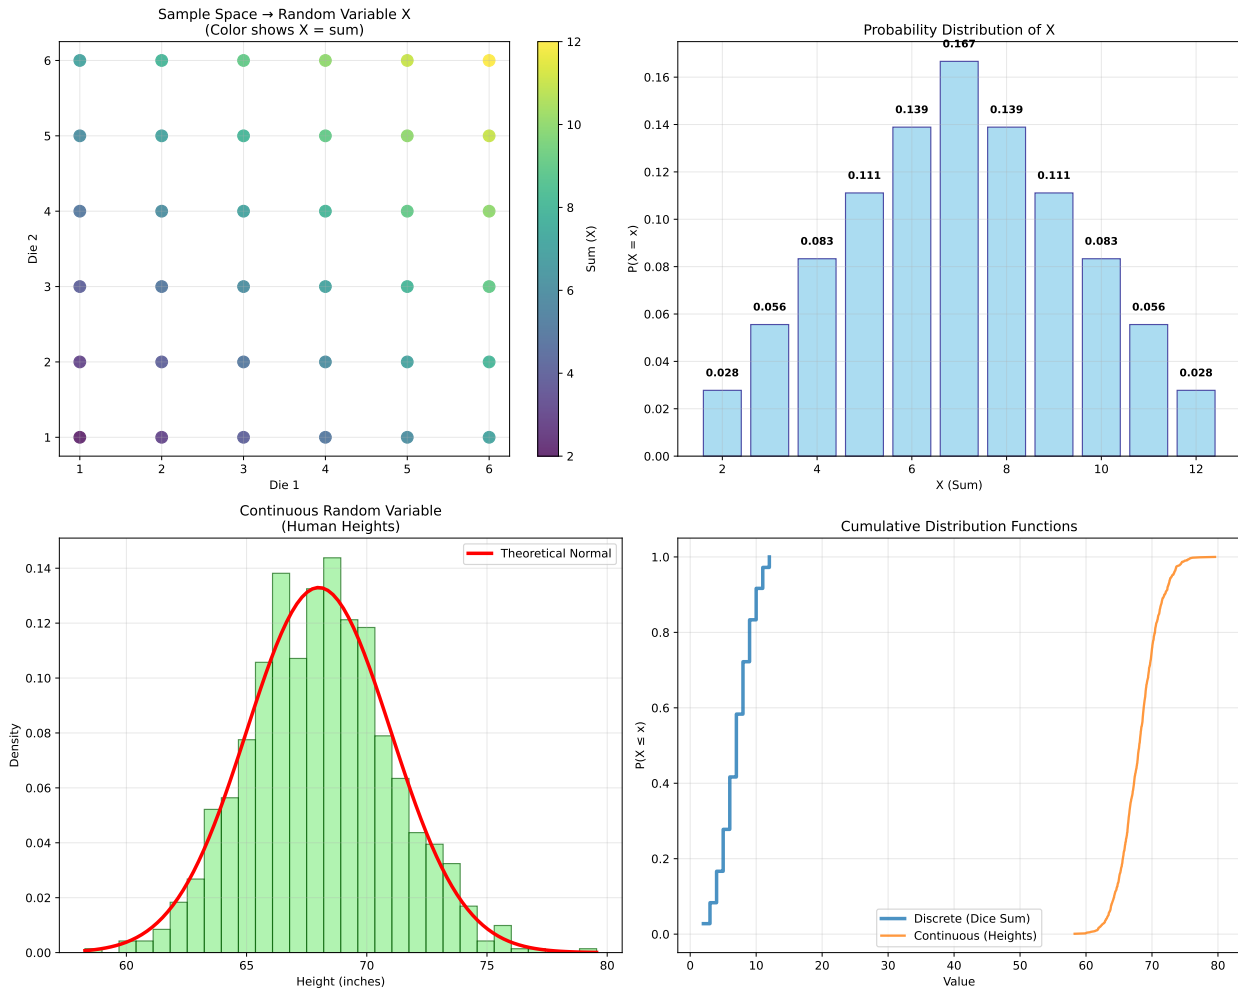 Sample Space → Random Variable X
(Color shows X = sum)
6
5
4
3
2
1
Die 2
1 2 3 4 5 6
Die 1
12
10
8
6
4
2
Sum (X)
Probability Distribution of X
0.16
0.14
0.12
0.10
0.08
0.06
0.04
0.02
0.00
P(X = x)
0.028
0.056
0.083
0.111
0.139
0.167
0.139
0.111
0.083
0.056
0.028
2 4 6 8 10 12
X (Sum)
Continuous Random Variable
(Human Heights)
Theoretical Normal
0.14
0.12
0.10
0.08
0.06
0.04
0.02
0.00
Density
60 65 70 75 80
Height (inches)
Cumulative Distribution Functions
1.0
0.8
0.6
0.4
0.2
0.0
P(X ≤ x)
Discrete (Dice Sum)
Continuous (Heights)
0 10 20 30 40 50 60 70 80
Value